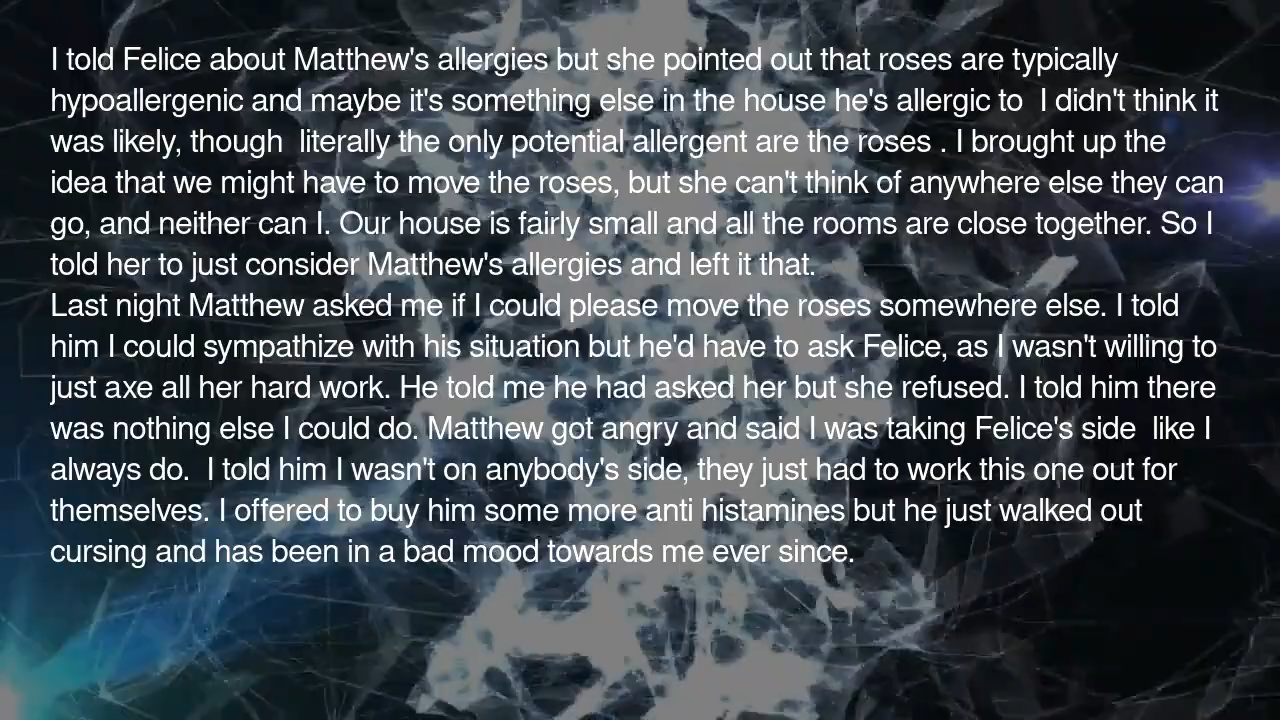 I told Felice about Matthew's allergies but she pointed out that roses are typically
hypoallergenic and maybe it's something else in the house he's allergic to  I didn't think it
was likely, though  literally the only potential allergent are the roses . I brought up the
idea that we might have to move the roses, but she can't think of anywhere else they can
go, and neither can I. Our house is fairly small and all the rooms are close together. So I
told her to just consider Matthew's allergies and left it that.
Last night Matthew asked me if I could please move the roses somewhere else. I told
him I could sympathize with his situation but he'd have to ask Felice, as I wasn't willing to
just axe all her hard work. He told me he had asked her but she refused. I told him there
was nothing else I could do. Matthew got angry and said I was taking Felice's side  like I
always do.  I told him I wasn't on anybody's side, they just had to work this one out for
themselves. I offered to buy him some more anti histamines but he just walked out
cursing and has been in a bad mood towards me ever since.